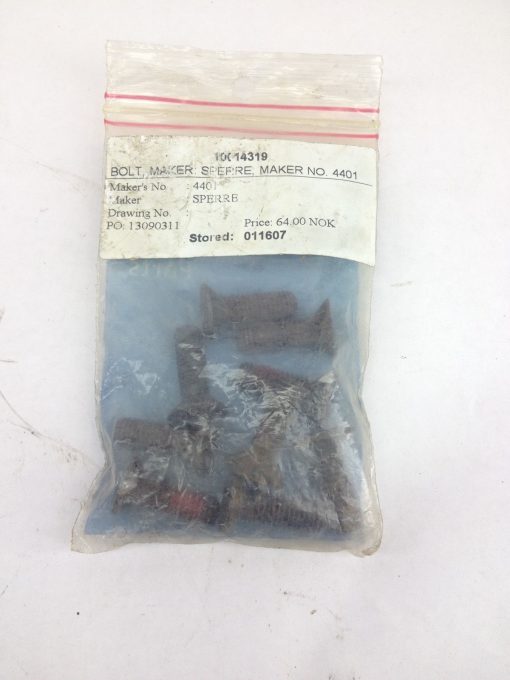 10014319
BOLT, MAKER: SPERRE, MAKER NO. 4401
Maker's No : 4401
Maker : SPERRE
Drawing No. :
PO: 13090311 Price: 64.00 NOK
Stored: 011607